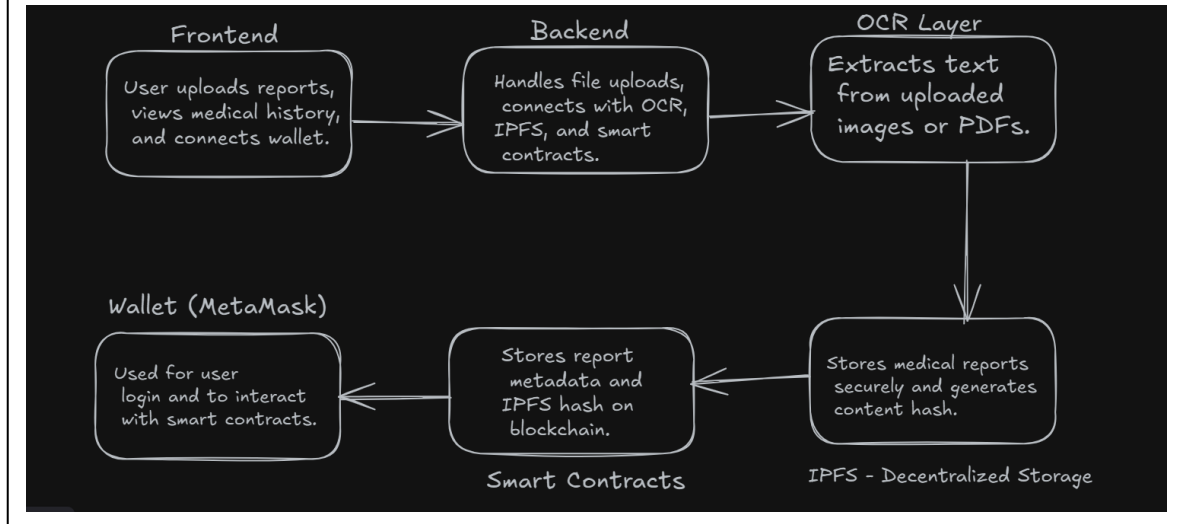 Frontend
User uploads reports,
views medical history,
and connects wallet.
Backend
Handles file uploads,
connects with OCR,
IPFS, and smart
contracts.
OCR Layer
Extracts text
from uploaded
images or PDFs.
Wallet (MetaMask)
Used for user
login and to interact
with smart contracts.
Stores report
metadata and
IPFS hash on
blockchain.
Smart Contracts
Stores medical reports
securely and generates
content hash.
IPFS - Decentralized Storage